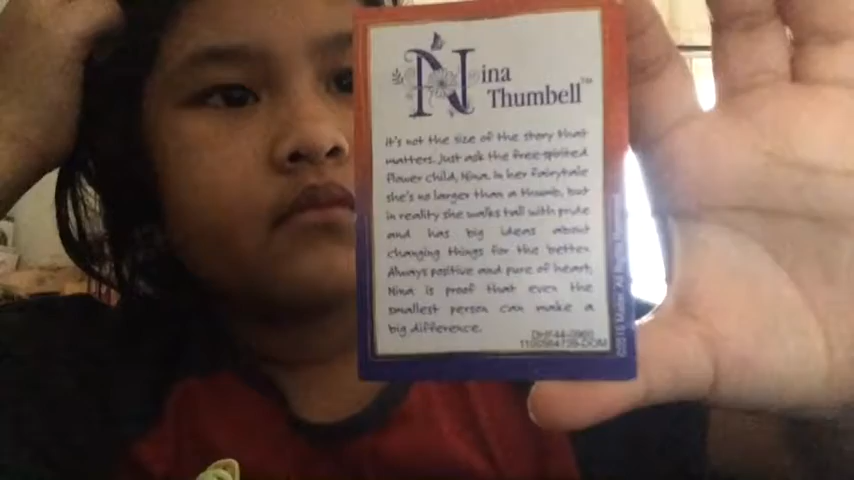 Nina
Thumbell™
It's not the size of the story that
matters. Just ask the free-spirited
flower child, Nina. In her fairytale
she's no larger than a thumb, but
in reality she walks tall with pride
and has big ideas about
changing things for the better.
Always positive and pure of heart,
Nina is proof that even the
smallest person can make a
big difference.
©2015 Mattel. All